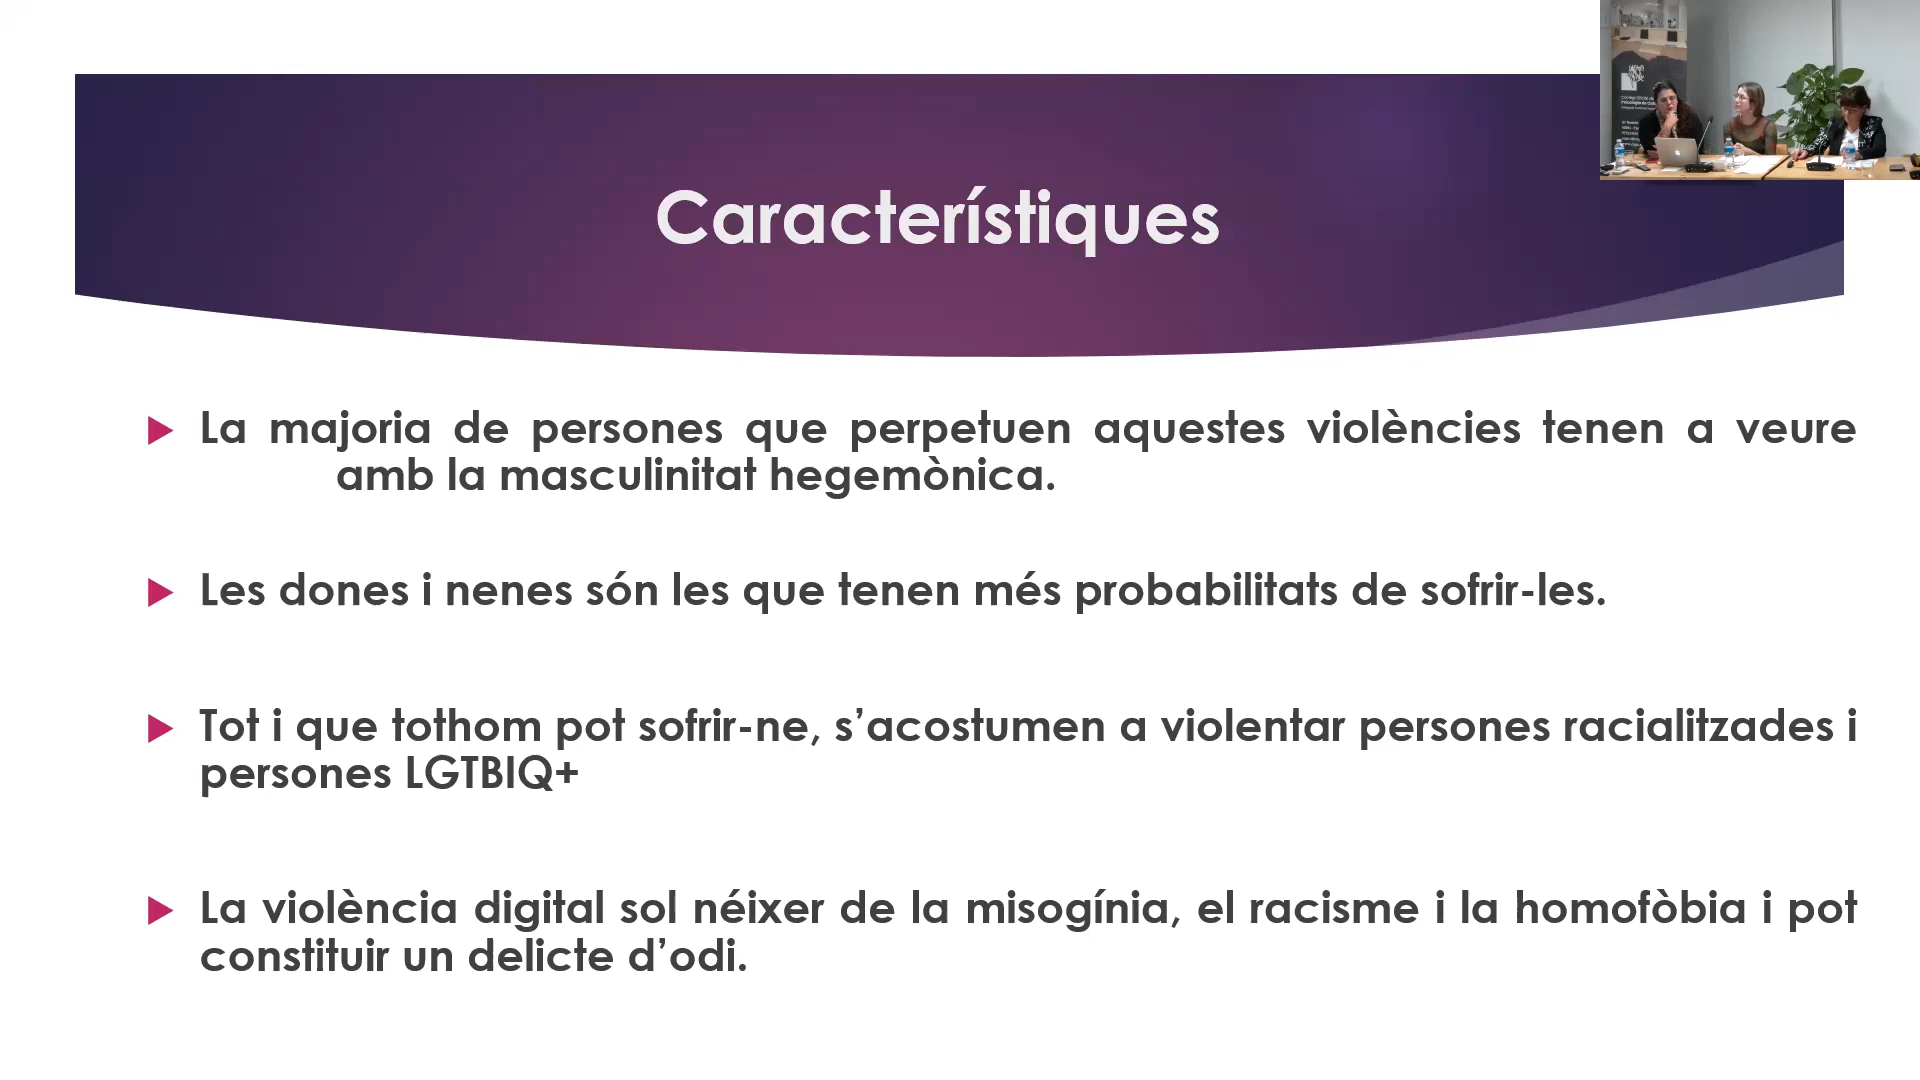 Característiques
La majoria de persones que perpetuen aquestes violències tenen a veure
amb la masculinitat hegemònica.
Les dones i nenes són les que tenen més probabilitats de sofrir-les.
Tot i que tothom pot sofrir-ne, s’acostumen a violentar persones racialitzades i
persones LGTBIQ+
La violència digital sol néixer de la misogínia, el racisme i la homofòbia i pot
constituir un delicte d’odi.